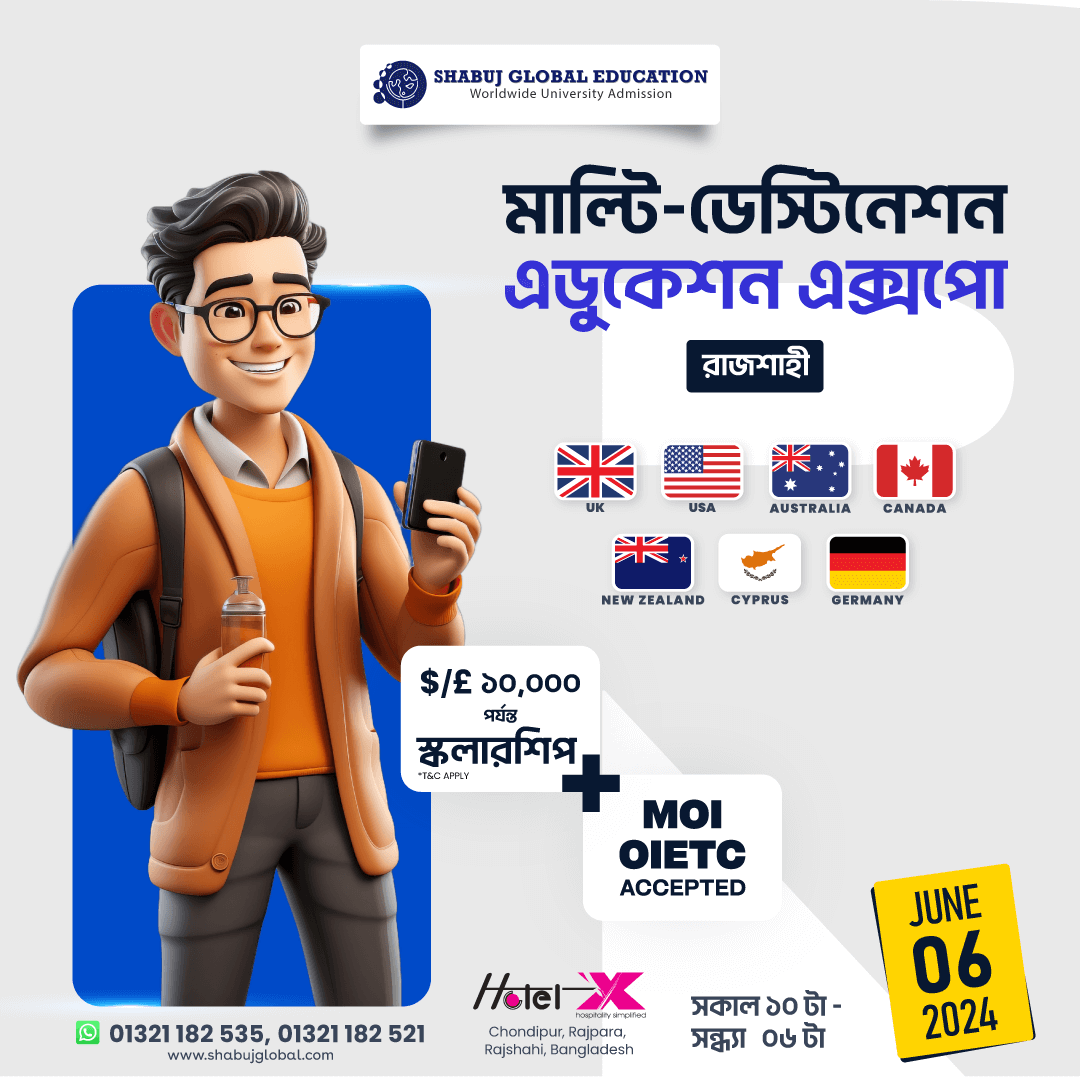 SHABUJ GLOBAL EDUCATION
Worldwide University Admission
মাল্টি-ডেস্টিনেশন
এডুকেশন এক্সপো
রাজশাহী
UK
USA
AUSTRALIA
CANADA
NEW ZEALAND
CYPRUS
GERMANY
$/£ ১০,০০০
পর্যন্ত
স্কলারশিপ
*T&C APPLY
+
MOI
OIETC
ACCEPTED
JUNE
06
2024
01321 182 535, 01321 182 521
www.shabujglobal.com
Hotel X
hospitality simplified
Chondipur, Rajpara,
Rajshahi, Bangladesh
সকাল ১০ টা -
সন্ধ্যা ০৬ টা